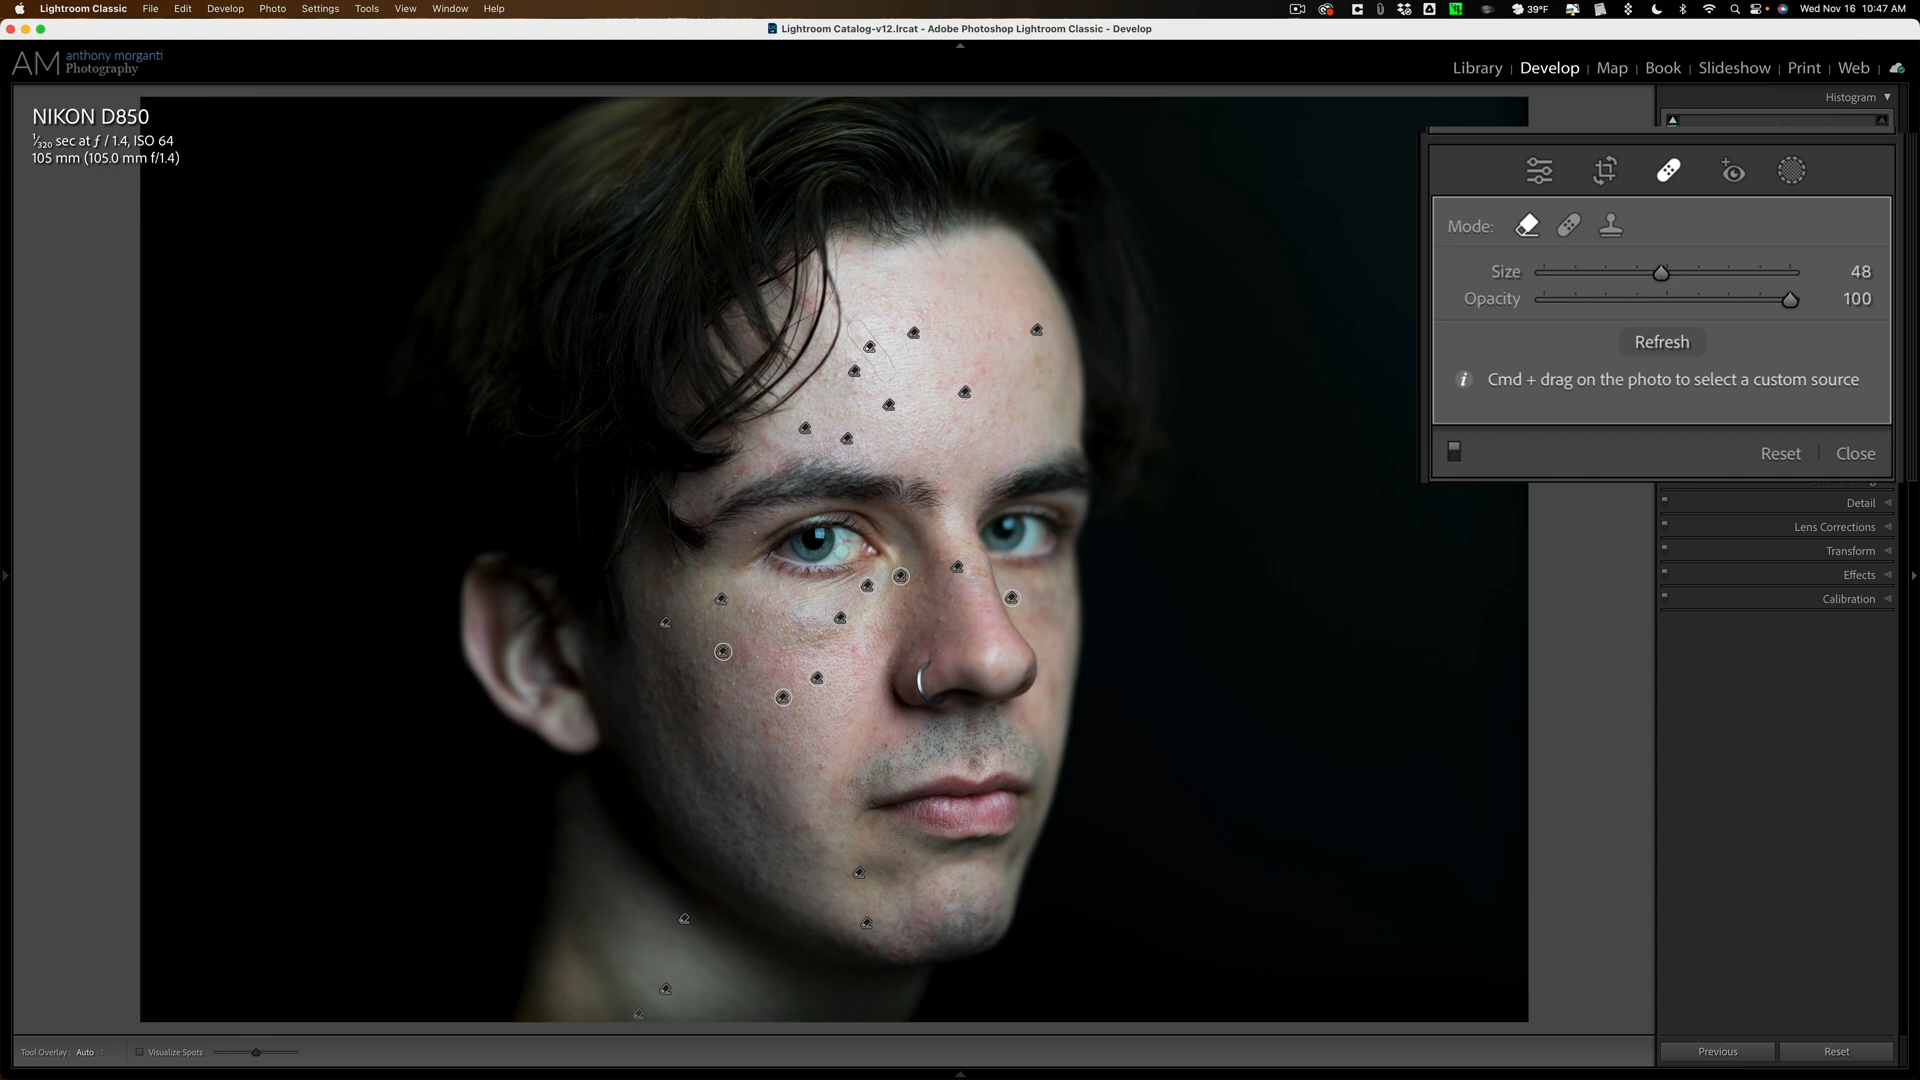 Lightroom Classic File Edit Develop Photo Settings Tools View Window Help 39°F Wed Nov 16 10:47 AM
Lightroom Catalog-v12.lrcat - Adobe Photoshop Lightroom Classic - Develop
AM anthony morganti
Photography
Library | Develop | Map | Book | Slideshow | Print | Web
Histogram
NIKON D850
1/320 sec at ƒ / 1.4, ISO 64
105 mm (105.0 mm f/1.4)
Mode:
Size 48
Opacity 100
Refresh
i Cmd + drag on the photo to select a custom source
Reset Close
Detail
Lens Corrections
Transform
Effects
Calibration
Tool Overlay: Auto Visualize Spots
Previous Reset